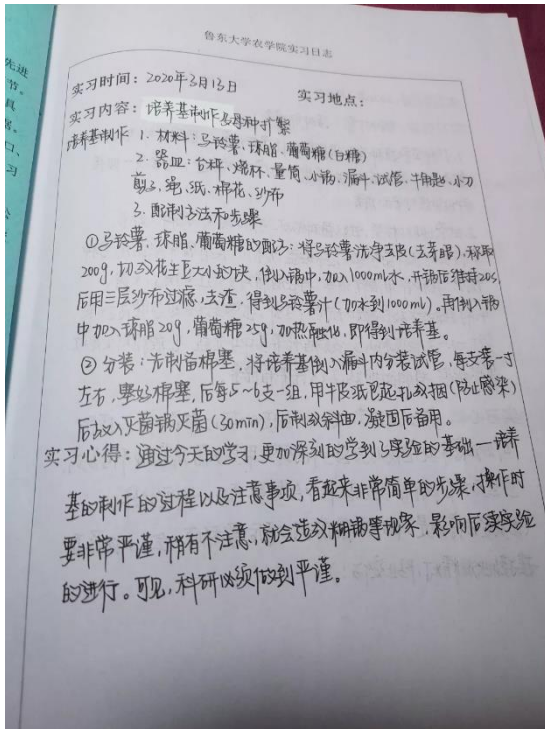 鲁东大学农学院实习日志
实习时间：2020年3月13日 实习地点：
实习内容：培养基制作与母种扩繁
培养基制作 1. 材料：马铃薯、琼脂、葡萄糖(白糖)
2. 器皿：台秤、烧杯、量筒、小锅、漏斗、试管、牛角匙、小刀
剪子、绳、纸、棉花、纱布
3. 配制方法和步骤
①马铃薯、琼脂、葡萄糖的配方：将马铃薯洗净去皮(去芽眼)，称取
200g，切成花生豆大小的块，倒入锅中，加入1000ml水，开锅后维持20s，
后用三层纱布过滤，去渣，得到马铃薯汁(加水到1000ml)。再倒入锅
中加入琼脂20g，葡萄糖25g，加热融化，即得到培养基。
②分装：先制备棉塞，将培养基倒入漏斗内分装试管，每支装一寸
左右，塞好棉塞，后每5~6支一组，用牛皮纸包起，扎成捆(防止感染)
后放入灭菌锅灭菌(30min)，后制成斜面，凝固后备用。
实习心得：通过今天的学习，更加深刻的学到了实验的基础一培养
基的制作的过程以及注意事项，看起来非常简单的步骤，操作时
要非常严谨，稍有不注意，就会造成糊锅等现象，影响后续实验
的进行。可见，科研必须做到严谨。
先进
节。
具
口、
习